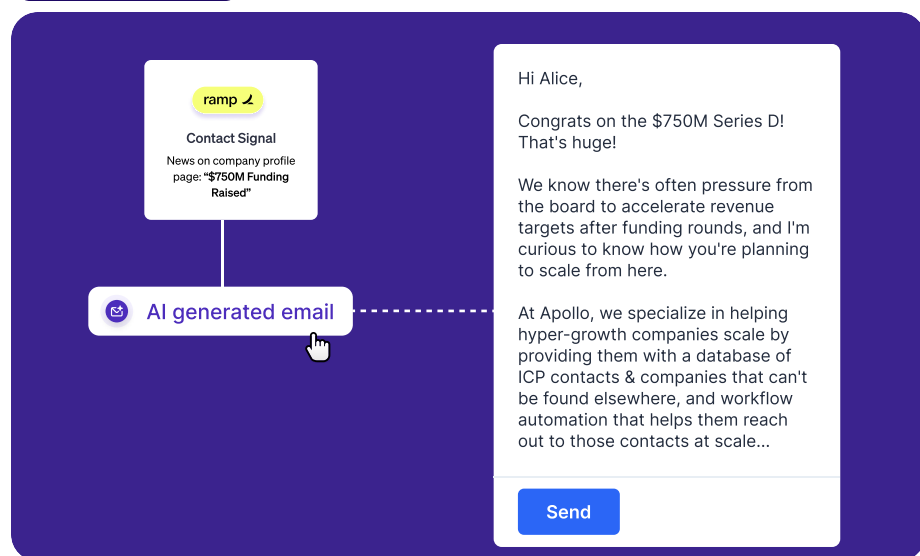 ramp
Contact Signal
News on company profile
page: “$750M Funding
Raised”
AI generated email
Hi Alice,
Congrats on the $750M Series D!
That's huge!
We know there's often pressure from
the board to accelerate revenue
targets after funding rounds, and I'm
curious to know how you're planning
to scale from here.
At Apollo, we specialize in helping
hyper-growth companies scale by
providing them with a database of
ICP contacts & companies that can't
be found elsewhere, and workflow
automation that helps them reach
out to those contacts at scale...
Send